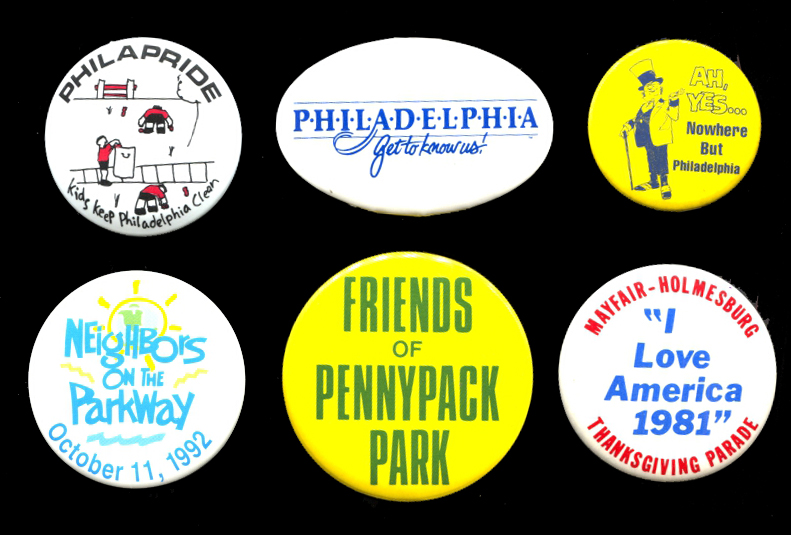 PHILAPRIDE
Kids Keep Philadelphia Clean
P·H·I·L·A·D·E·L·P·H·I·A
Get to know us!
AH,
YES...
Nowhere
But
Philadelphia
NEigHBOrS
ON THE
ParkWAY
October 11, 1992
FRIENDS
OF
PENNYPACK
PARK
MAYFAIR-HOLMESBURG
"I
Love
America
1981"
THANKSGIVING PARADE